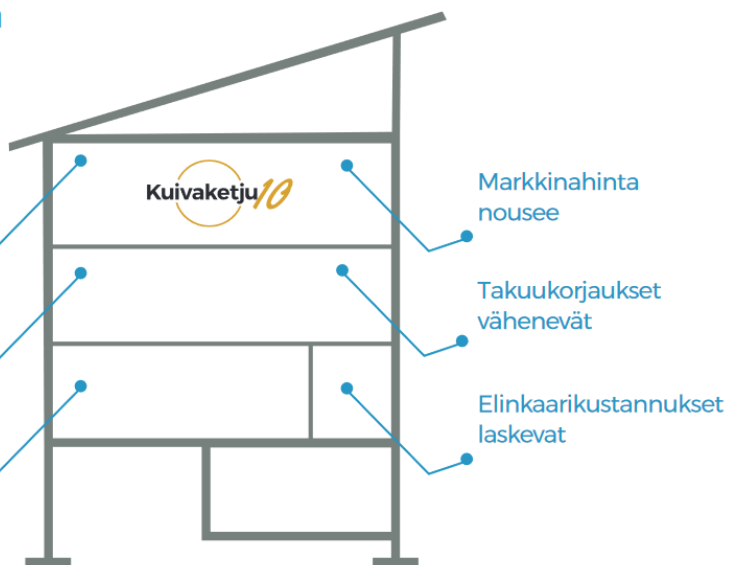 Kuivaketju10
Markkinahinta
nousee
Takuukorjaukset
vähenevät
Elinkaarikustannukset
laskevat